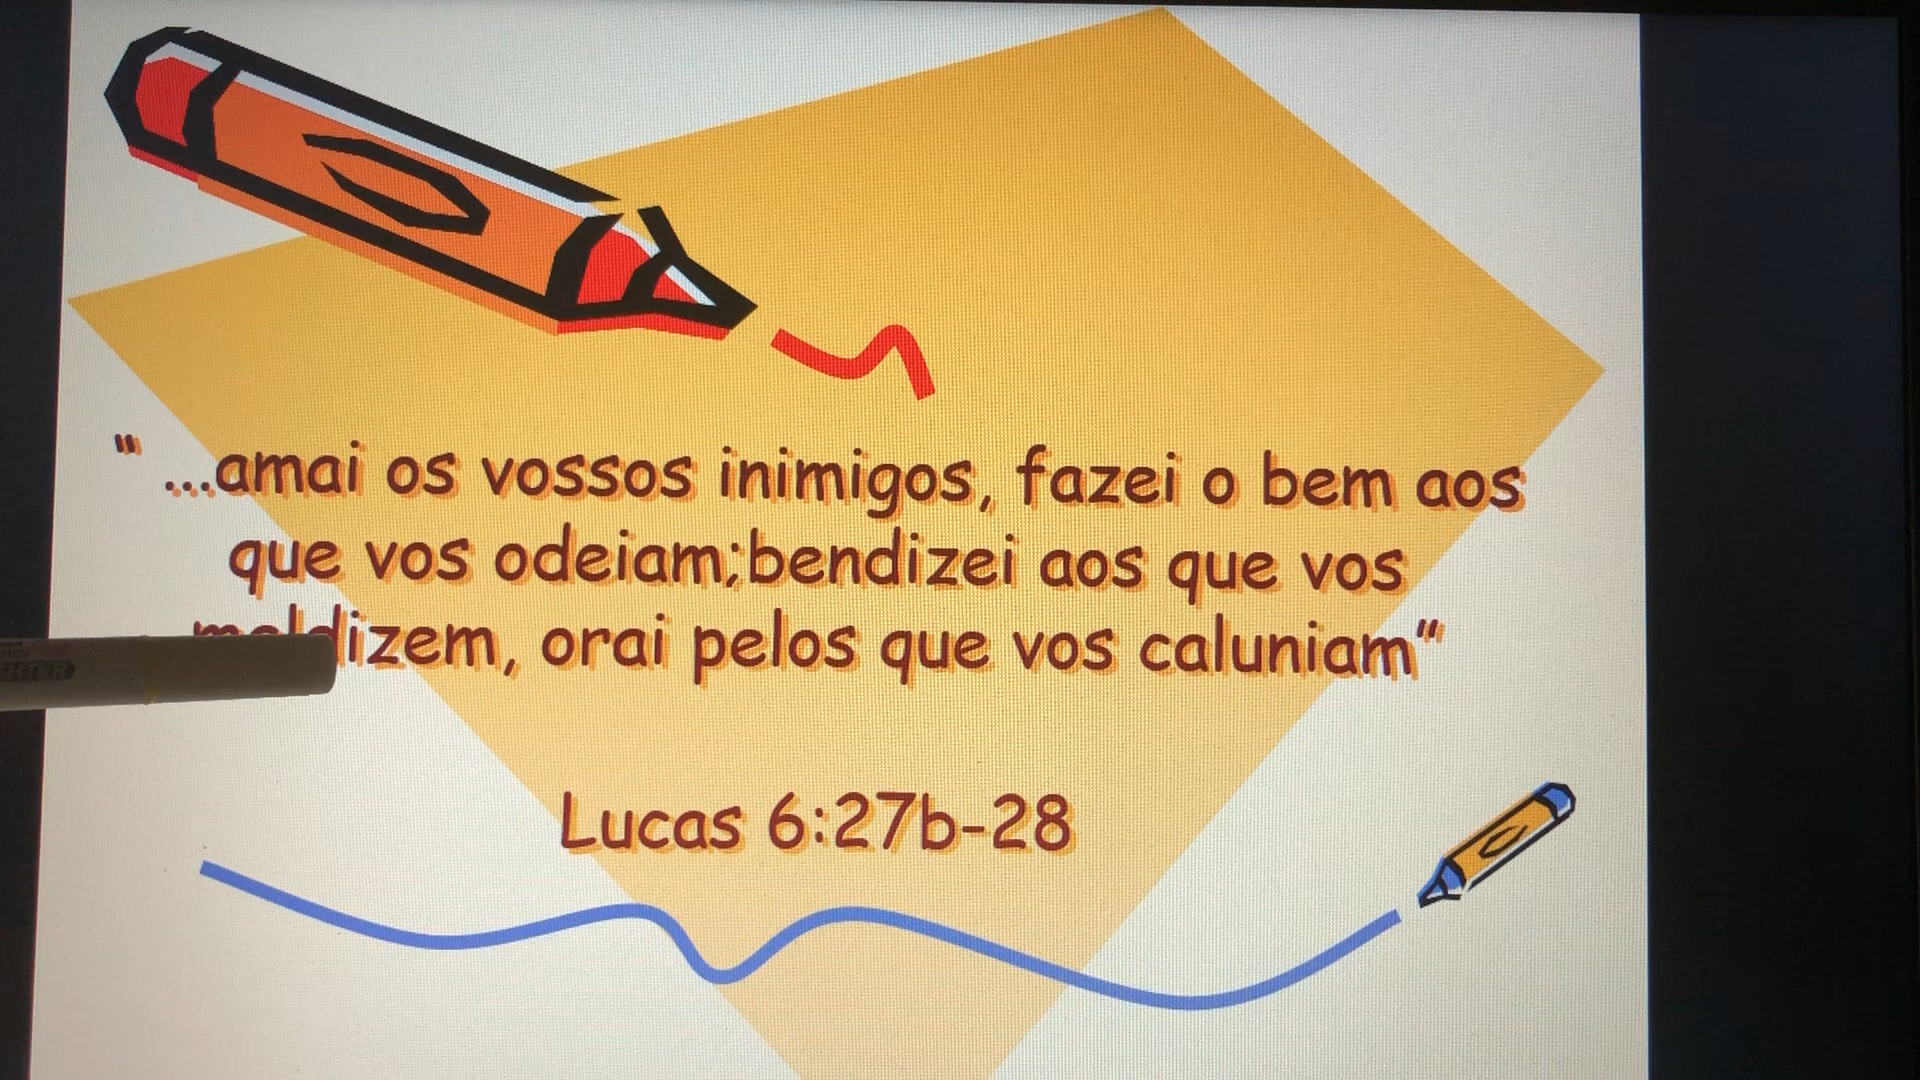 “ ...amai os vossos inimigos, fazei o bem aos
que vos odeiam;bendizei aos que vos
maldizem, orai pelos que vos caluniam“
Lucas 6:27b-28